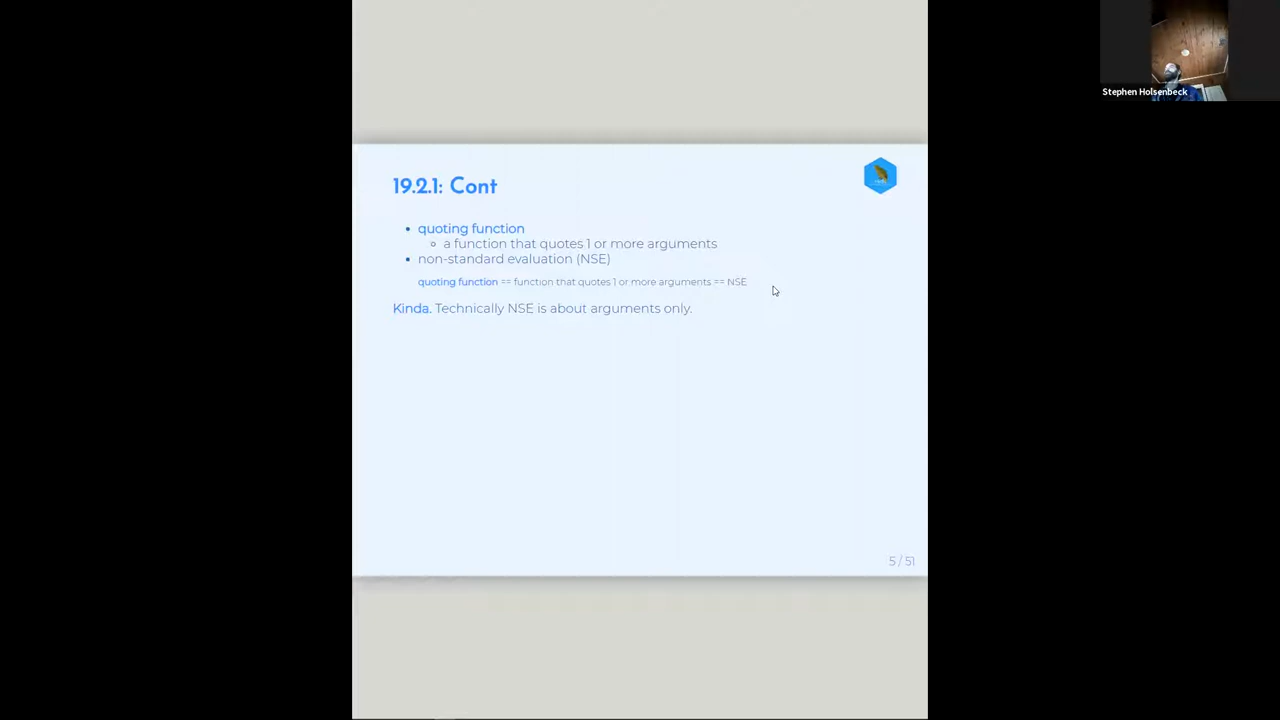 Stephen Holsenbeck
19.2.1: Cont
quoting function
a function that quotes 1 or more arguments
non-standard evaluation (NSE)
quoting function == function that quotes 1 or more arguments == NSE
Kinda. Technically NSE is about arguments only.
5 / 51